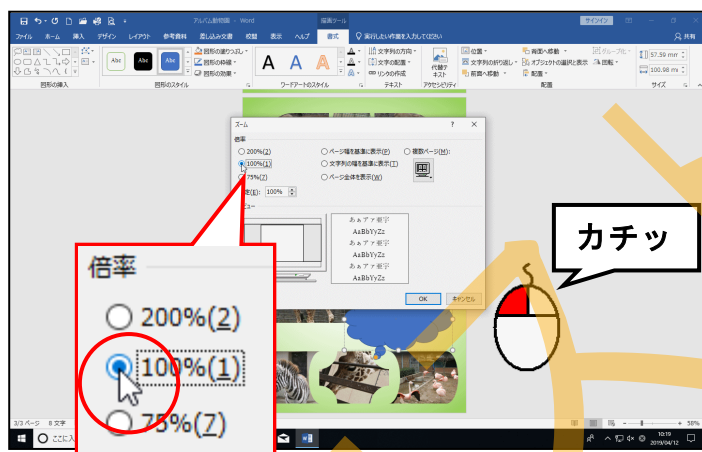 アルバム動物園 - Word
描画ツール
サインイン
ファイル ホーム 挿入 デザイン レイアウト 参考資料 差し込み文書 校閲 表示 ヘルプ 書式 実行したい作業を入力してください 共有
Abc Abc Abc
図形の塗りつぶし
図形の枠線
図形の効果
A A A
文字列の方向
文字の配置
リンクの作成
代替テ
キスト
位置
文字列の折り返し
前面へ移動
背面へ移動
オブジェクトの選択と表示
配置
グループ化
回転
57.59 mm
100.98 mm
図形の挿入 図形のスタイル ワードアートのスタイル テキスト アクセシビリティ 配置 サイズ
ズーム ? ×
倍率
200%(2)
100%(1)
75%(7)
ページ幅を基準に表示(P)
文字列の幅を基準に表示(T)
ページ全体を表示(W)
複数ページ(M):
(E): 100%
あぁアァ亜宇
AaBbYyZz
あぁアァ亜宇
AaBbYyZz
あぁアァ亜宇
AaBbYyZz
OK キャンセル
カチッ
倍率
200%(2)
100%(1)
75%(7)
3/3 ページ 8 文字
58%
ここに入
10:19
2019/04/12